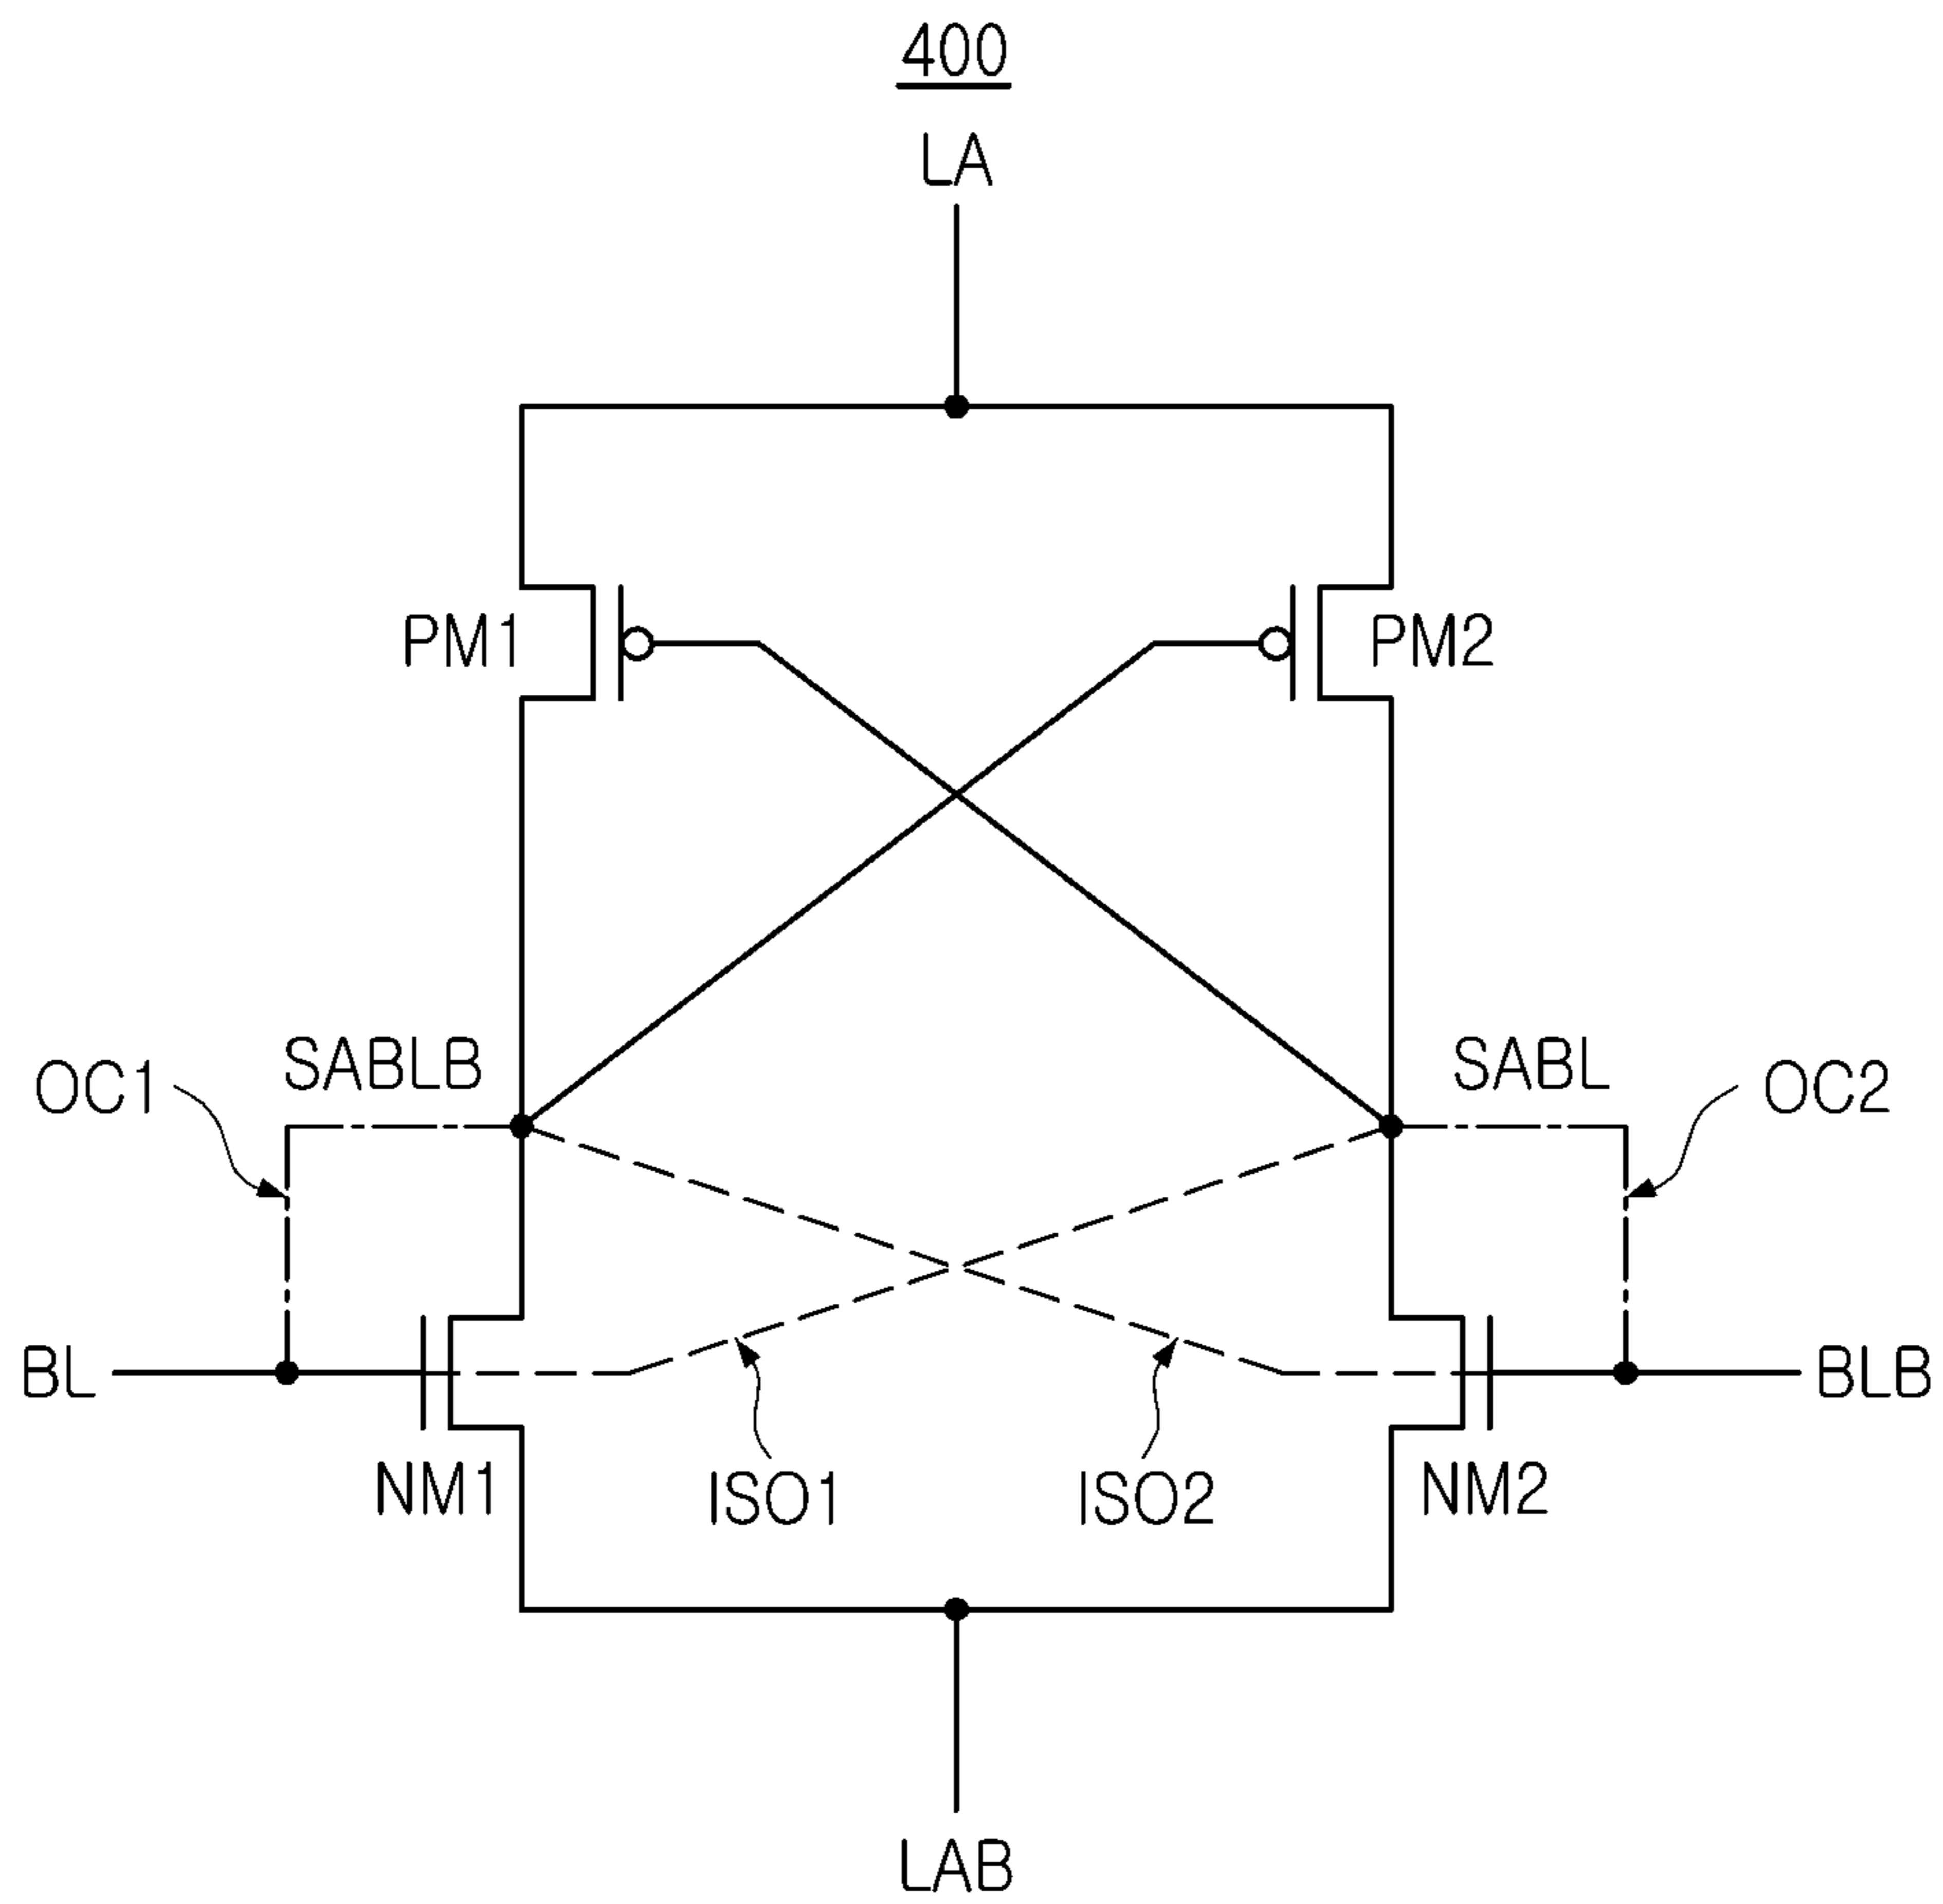 400
LA
PM1
PM2
SABLB
SABL
OC1
OC2
BL
BLB
NM1
ISO1
ISO2
NM2
LAB